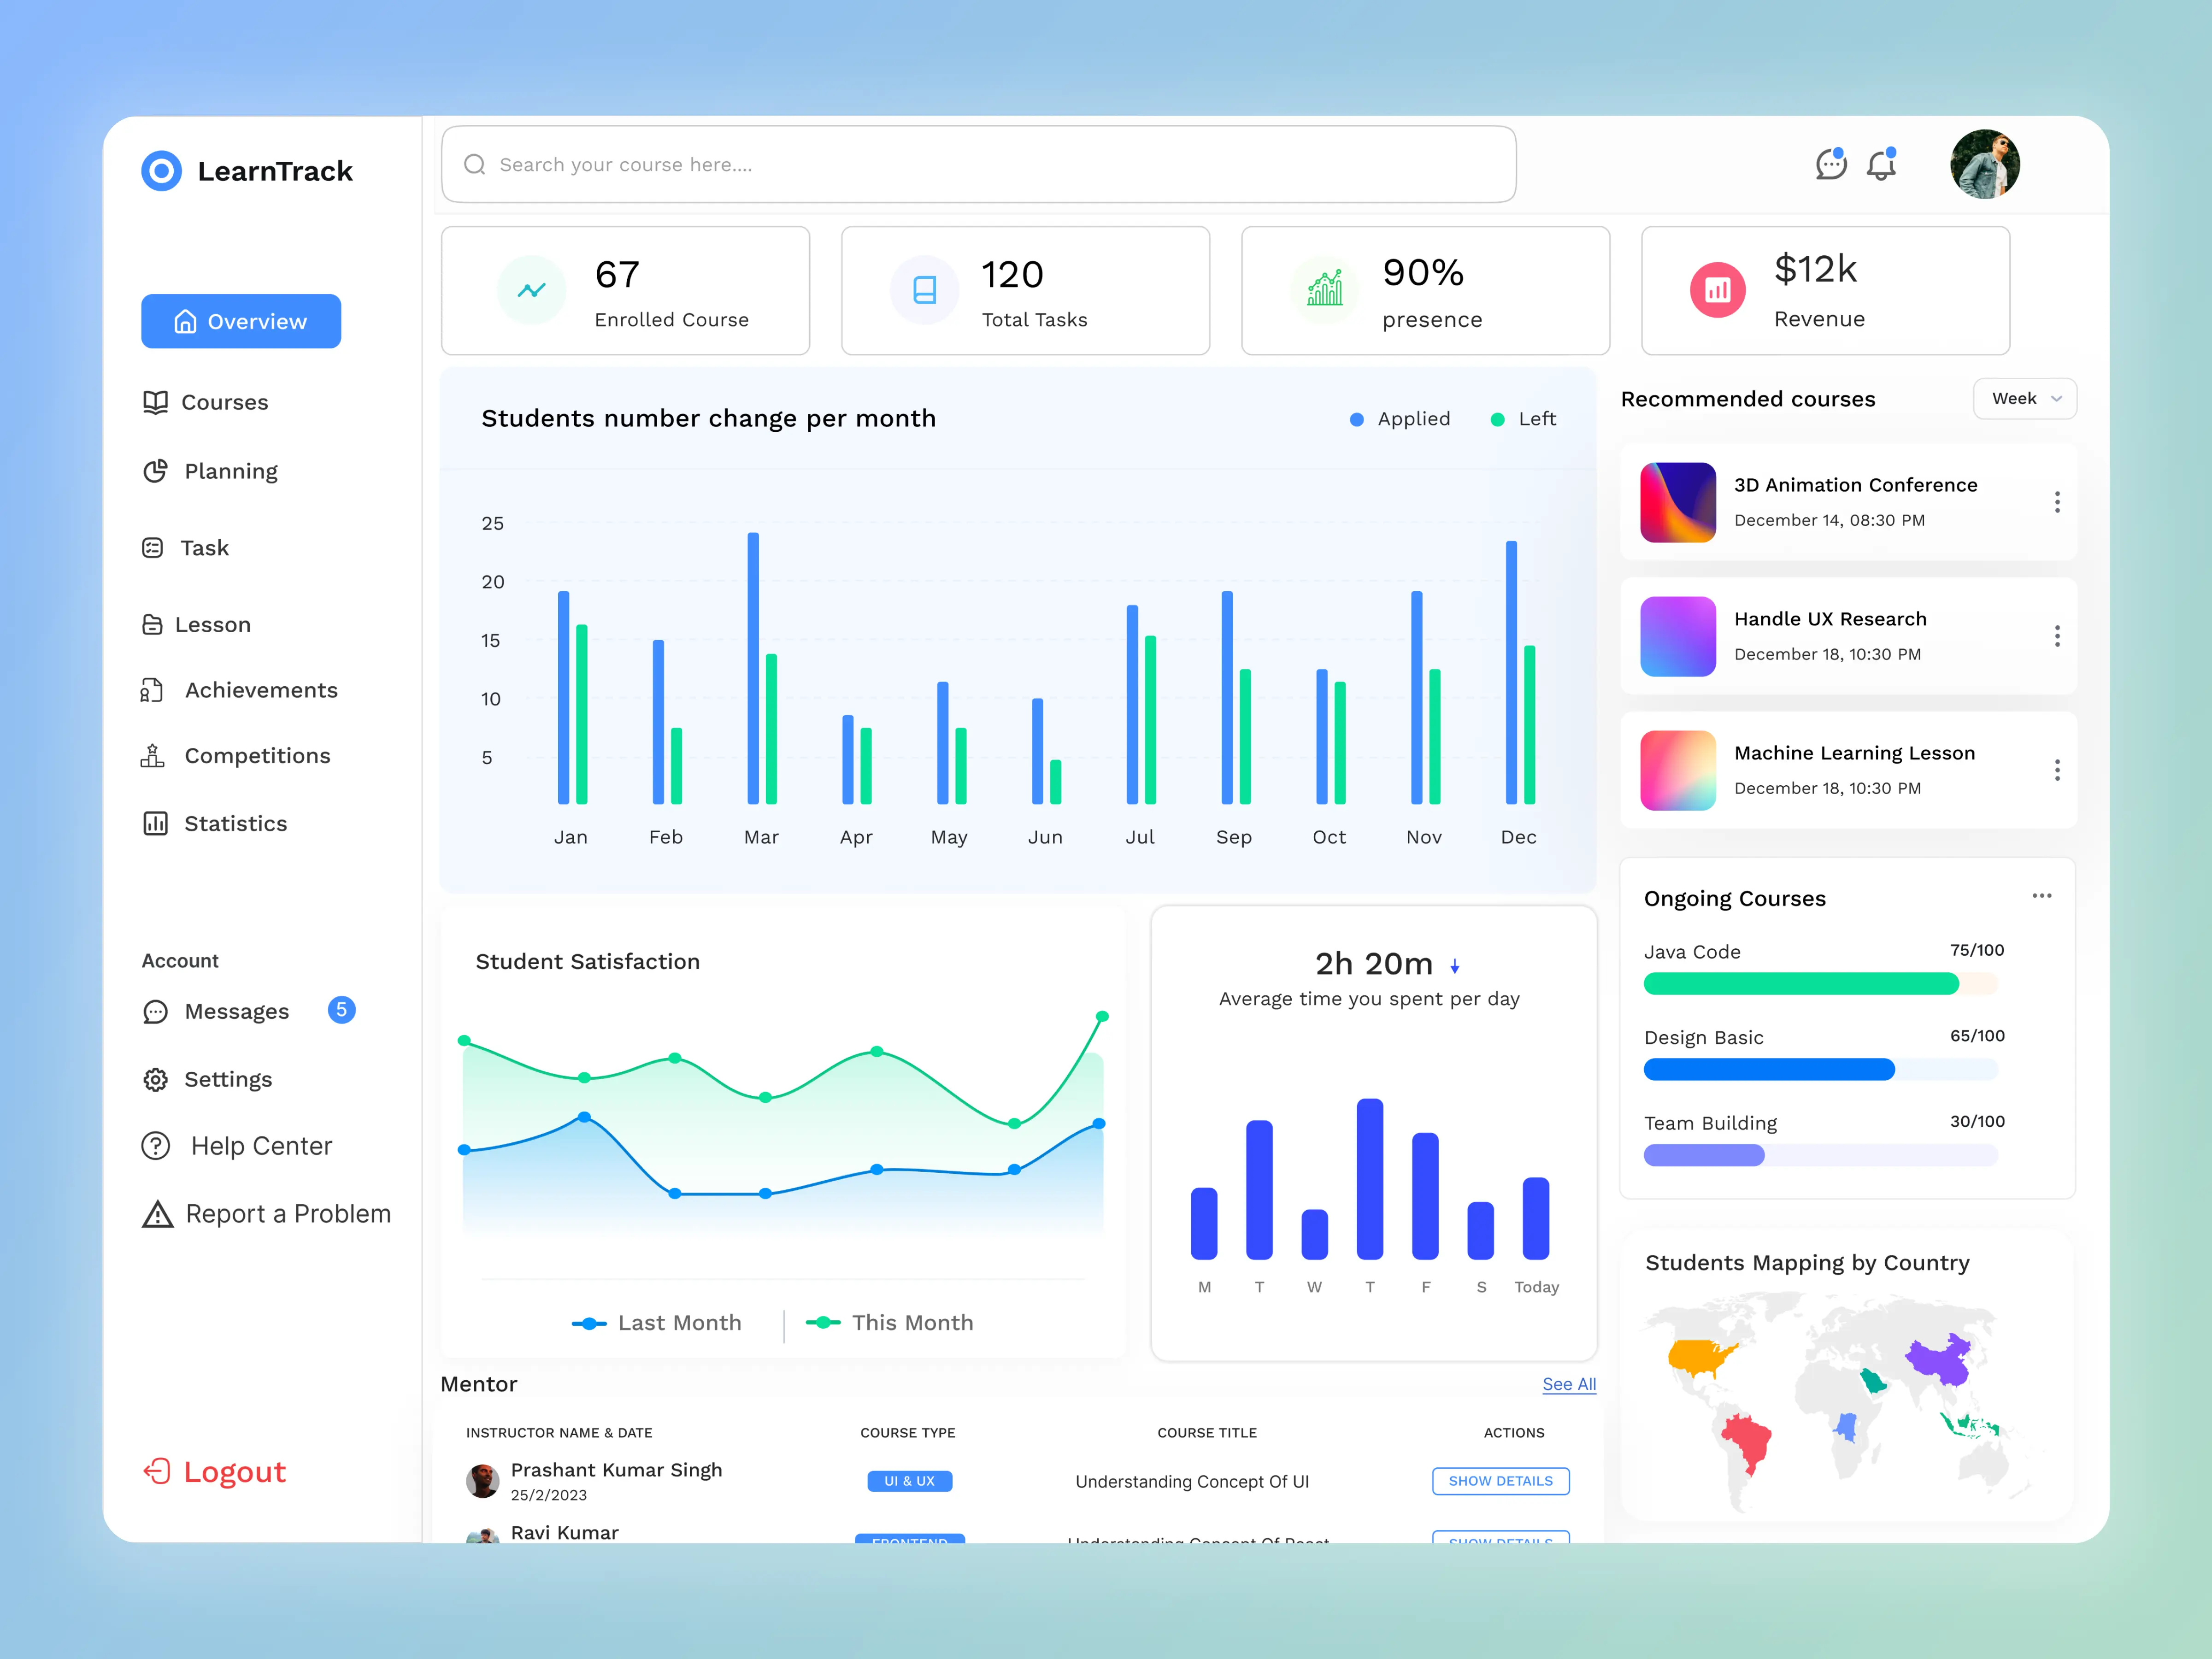 LearnTrack
Search your course here....
Overview
Courses
Planning
Task
Lesson
Achievements
Competitions
Statistics
Account
Messages 5
Settings
Help Center
Report a Problem
Logout
67
Enrolled Course
120
Total Tasks
90%
presence
$12k
Revenue
Students number change per month
Applied Left
25
20
15
10
5
Jan Feb Mar Apr May Jun Jul Sep Oct Nov Dec
Recommended courses
Week
3D Animation Conference
December 14, 08:30 PM
Handle UX Research
December 18, 10:30 PM
Machine Learning Lesson
December 18, 10:30 PM
Student Satisfaction
Last Month This Month
2h 20m
Average time you spent per day
M T W T F S Today
Ongoing Courses
Java Code 75/100
Design Basic 65/100
Team Building 30/100
Students Mapping by Country
Mentor See All
INSTRUCTOR NAME & DATE COURSE TYPE COURSE TITLE ACTIONS
Prashant Kumar Singh
25/2/2023
UI & UX Understanding Concept Of UI SHOW DETAILS
Ravi Kumar
FRONTEND Understanding Concept Of React SHOW DETAILS